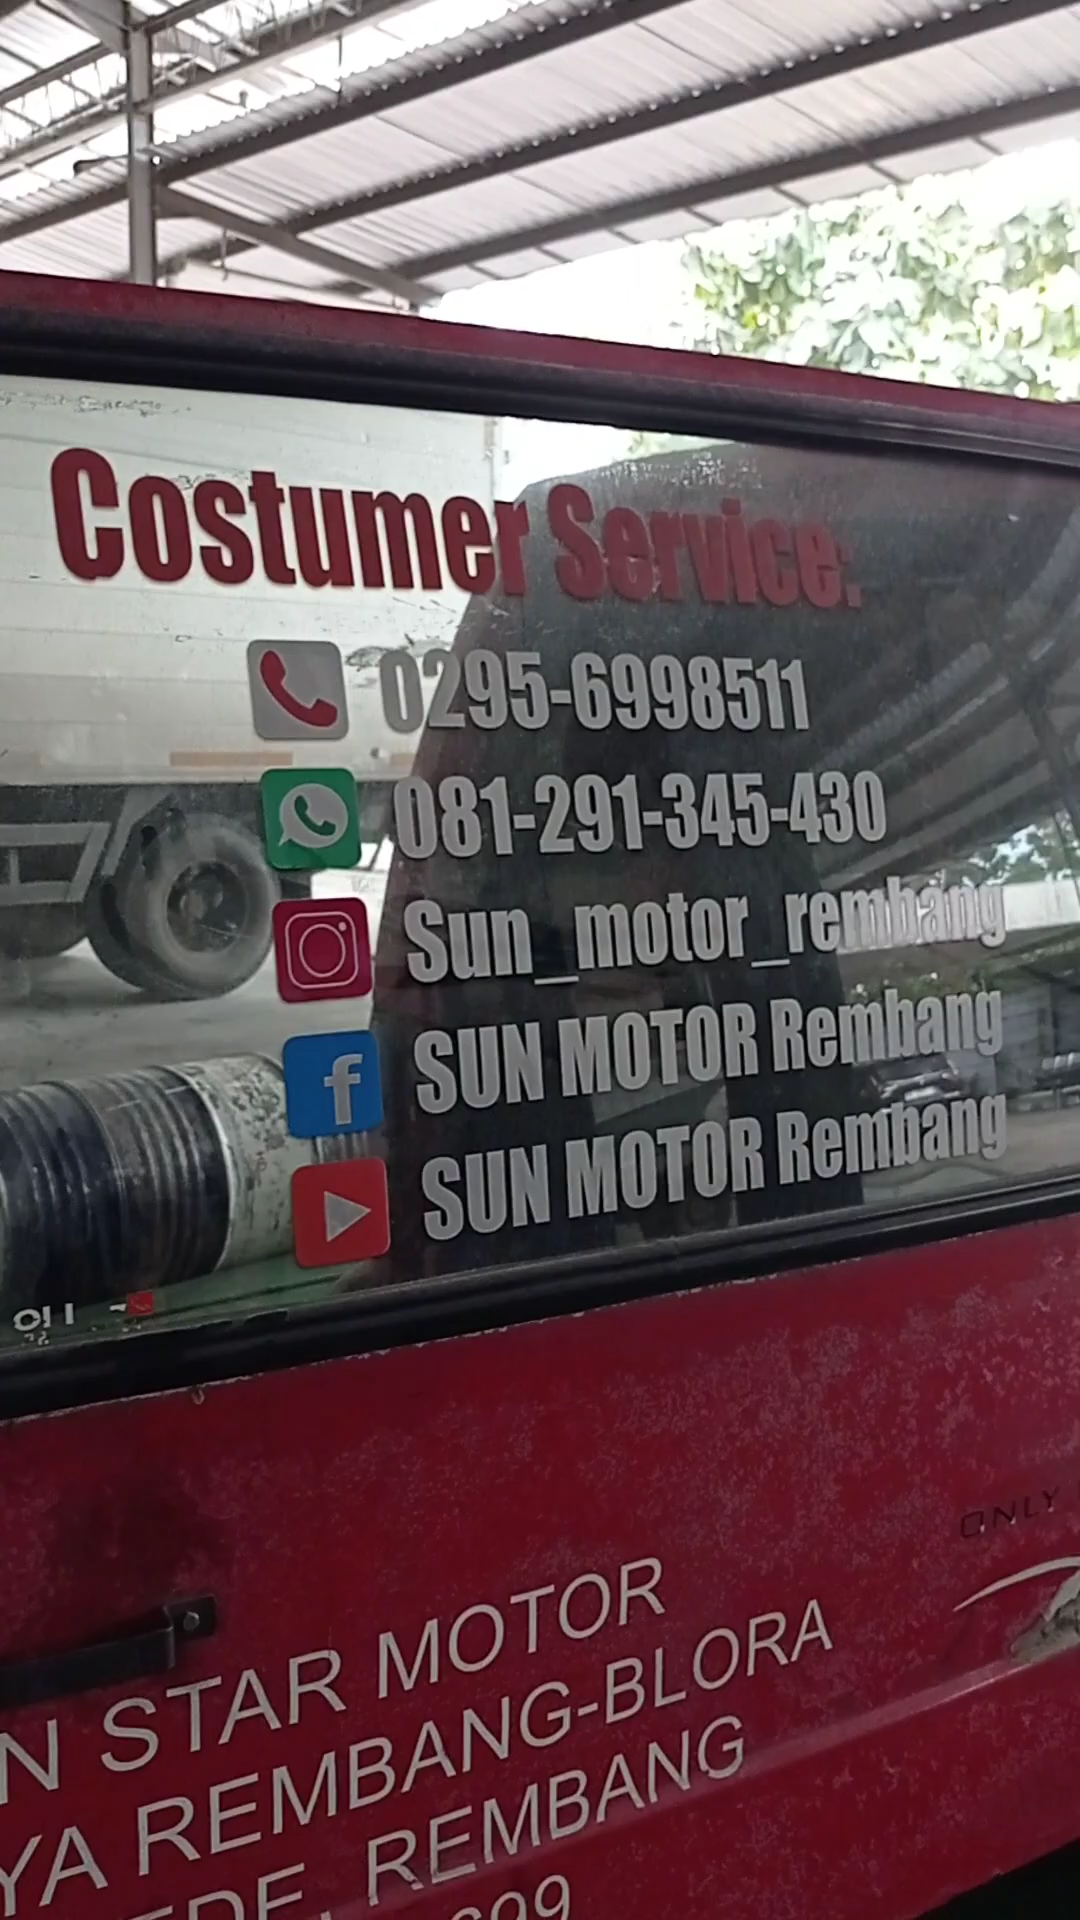 Costumer Service:
0295-6998511
081-291-345-430
Sun_motor_rembang
SUN MOTOR Rembang
SUN MOTOR Rembang
ONLY
N STAR MOTOR
YA REMBANG-BLORA
REMBANG